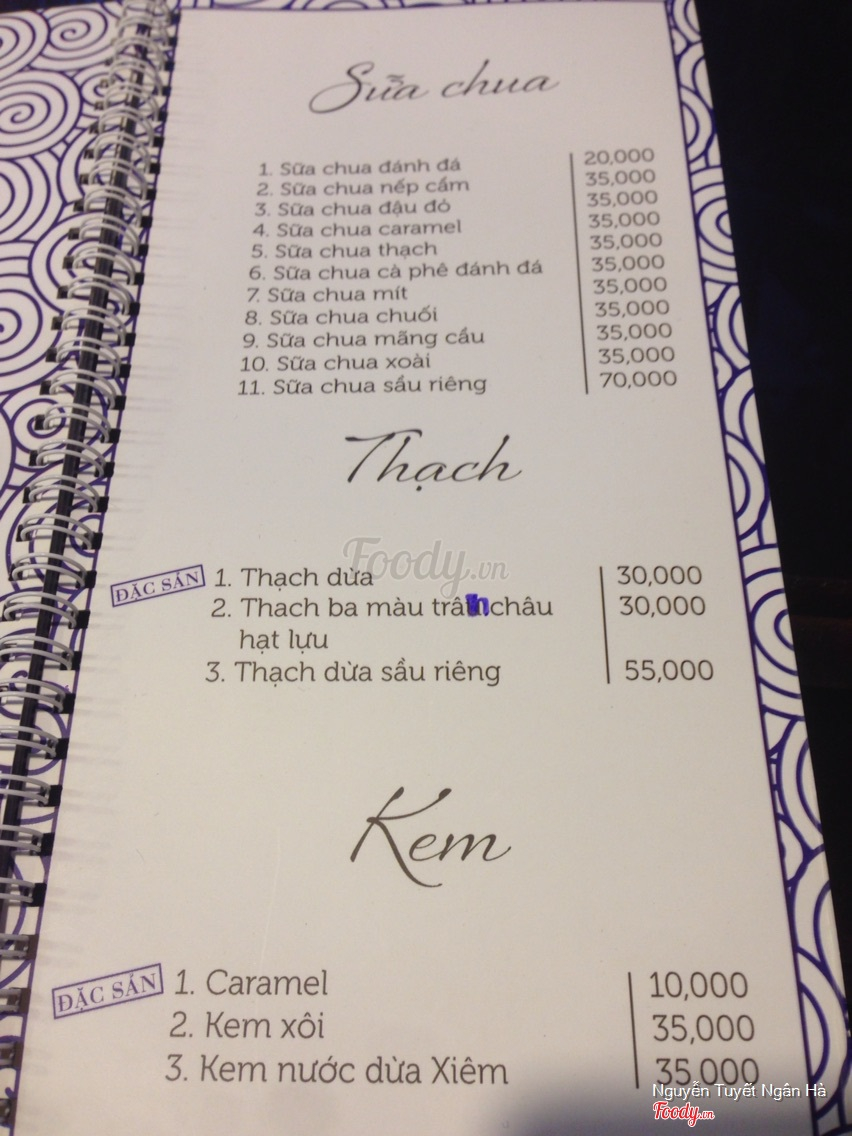 Sữa chua
1. Sữa chua đánh đá 20,000
2. Sữa chua nếp cẩm 35,000
3. Sữa chua đậu đỏ 35,000
4. Sữa chua caramel 35,000
5. Sữa chua thạch 35,000
6. Sữa chua cà phê đánh đá 35,000
7. Sữa chua mít 35,000
8. Sữa chua chuối 35,000
9. Sữa chua mãng cầu 35,000
10. Sữa chua xoài 35,000
11. Sữa chua sầu riêng 70,000
Thạch
Foody.vn
ĐẶC SẢN 1. Thạch dừa 30,000
2. Thach ba màu trân châu 30,000
hạt lựu
3. Thạch dừa sầu riêng 55,000
Kem
ĐẶC SẢN 1. Caramel 10,000
2. Kem xôi 35,000
3. Kem nước dừa Xiêm 35,000
Nguyễn Tuyết Ngân Hà
Foody.vn